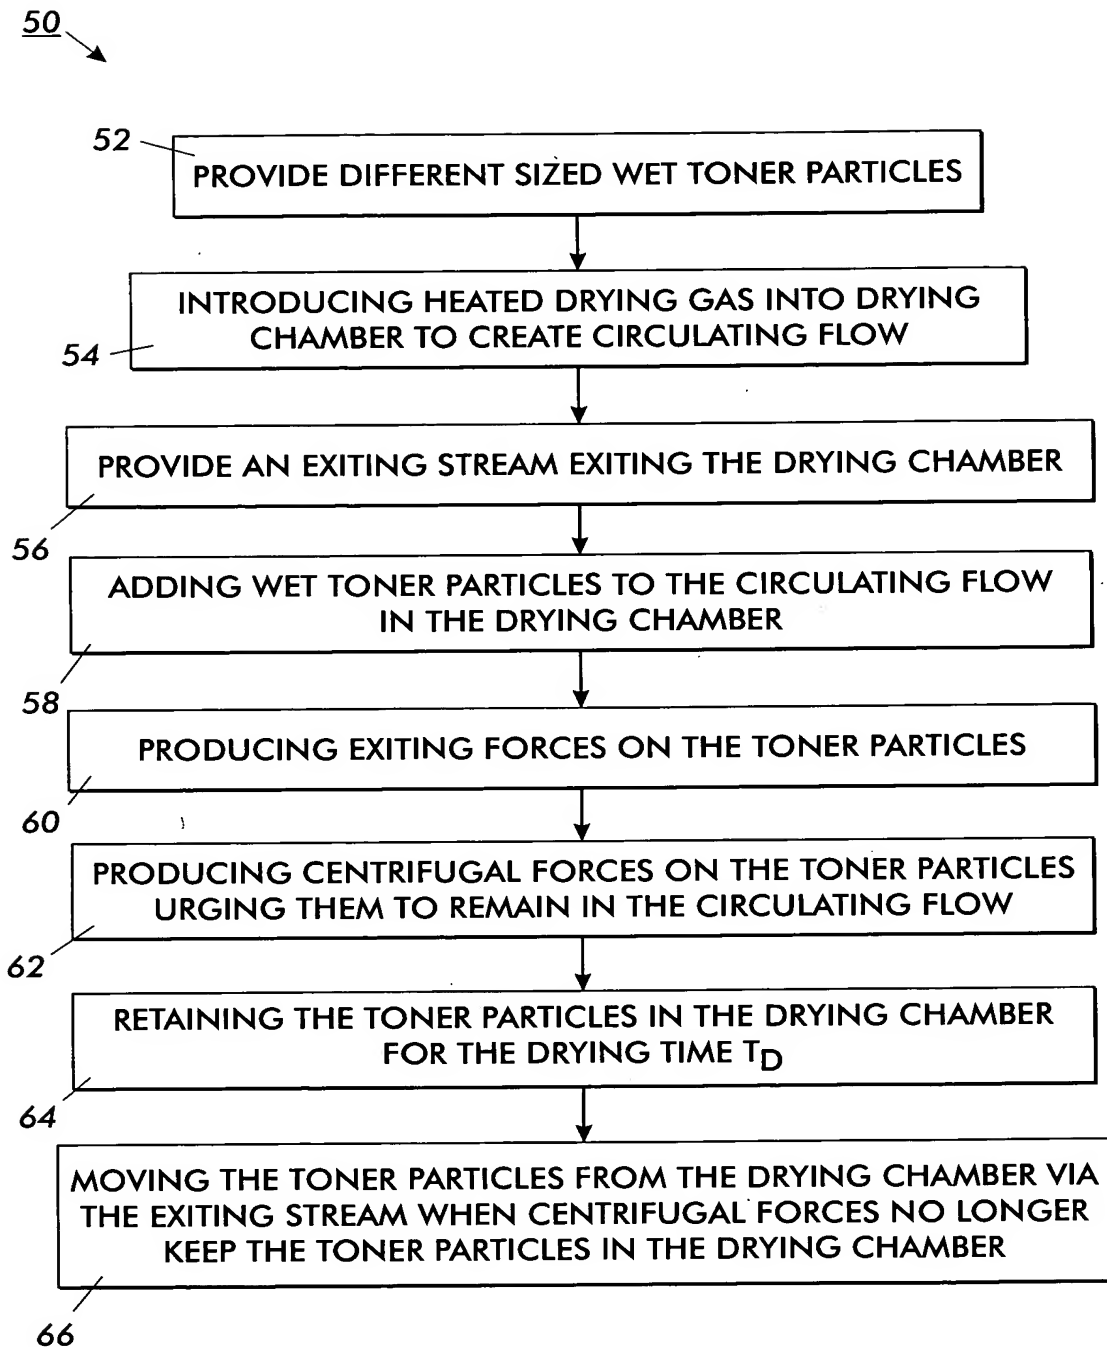 50
52
PROVIDE DIFFERENT SIZED WET TONER PARTICLES
INTRODUCING HEATED DRYING GAS INTO DRYING
CHAMBER TO CREATE CIRCULATING FLOW
54
PROVIDE AN EXITING STREAM EXITING THE DRYING CHAMBER
56
ADDING WET TONER PARTICLES TO THE CIRCULATING FLOW
IN THE DRYING CHAMBER
58
PRODUCING EXITING FORCES ON THE TONER PARTICLES
60
PRODUCING CENTRIFUGAL FORCES ON THE TONER PARTICLES
URGING THEM TO REMAIN IN THE CIRCULATING FLOW
62
RETAINING THE TONER PARTICLES IN THE DRYING CHAMBER
FOR THE DRYING TIME TD
64
MOVING THE TONER PARTICLES FROM THE DRYING CHAMBER VIA
THE EXITING STREAM WHEN CENTRIFUGAL FORCES NO LONGER
KEEP THE TONER PARTICLES IN THE DRYING CHAMBER
66